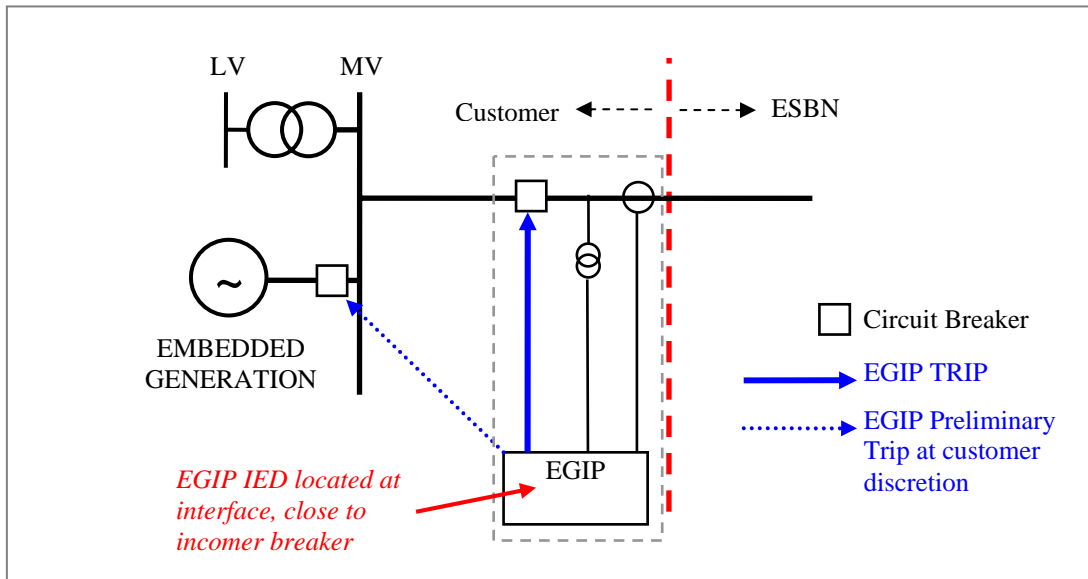 LV
MV
Customer
ESBN
~
EMBEDDED
GENERATION
Circuit Breaker
EGIP TRIP
EGIP Preliminary
Trip at customer
discretion
EGIP
EGIP IED located at
interface, close to
incomer breaker